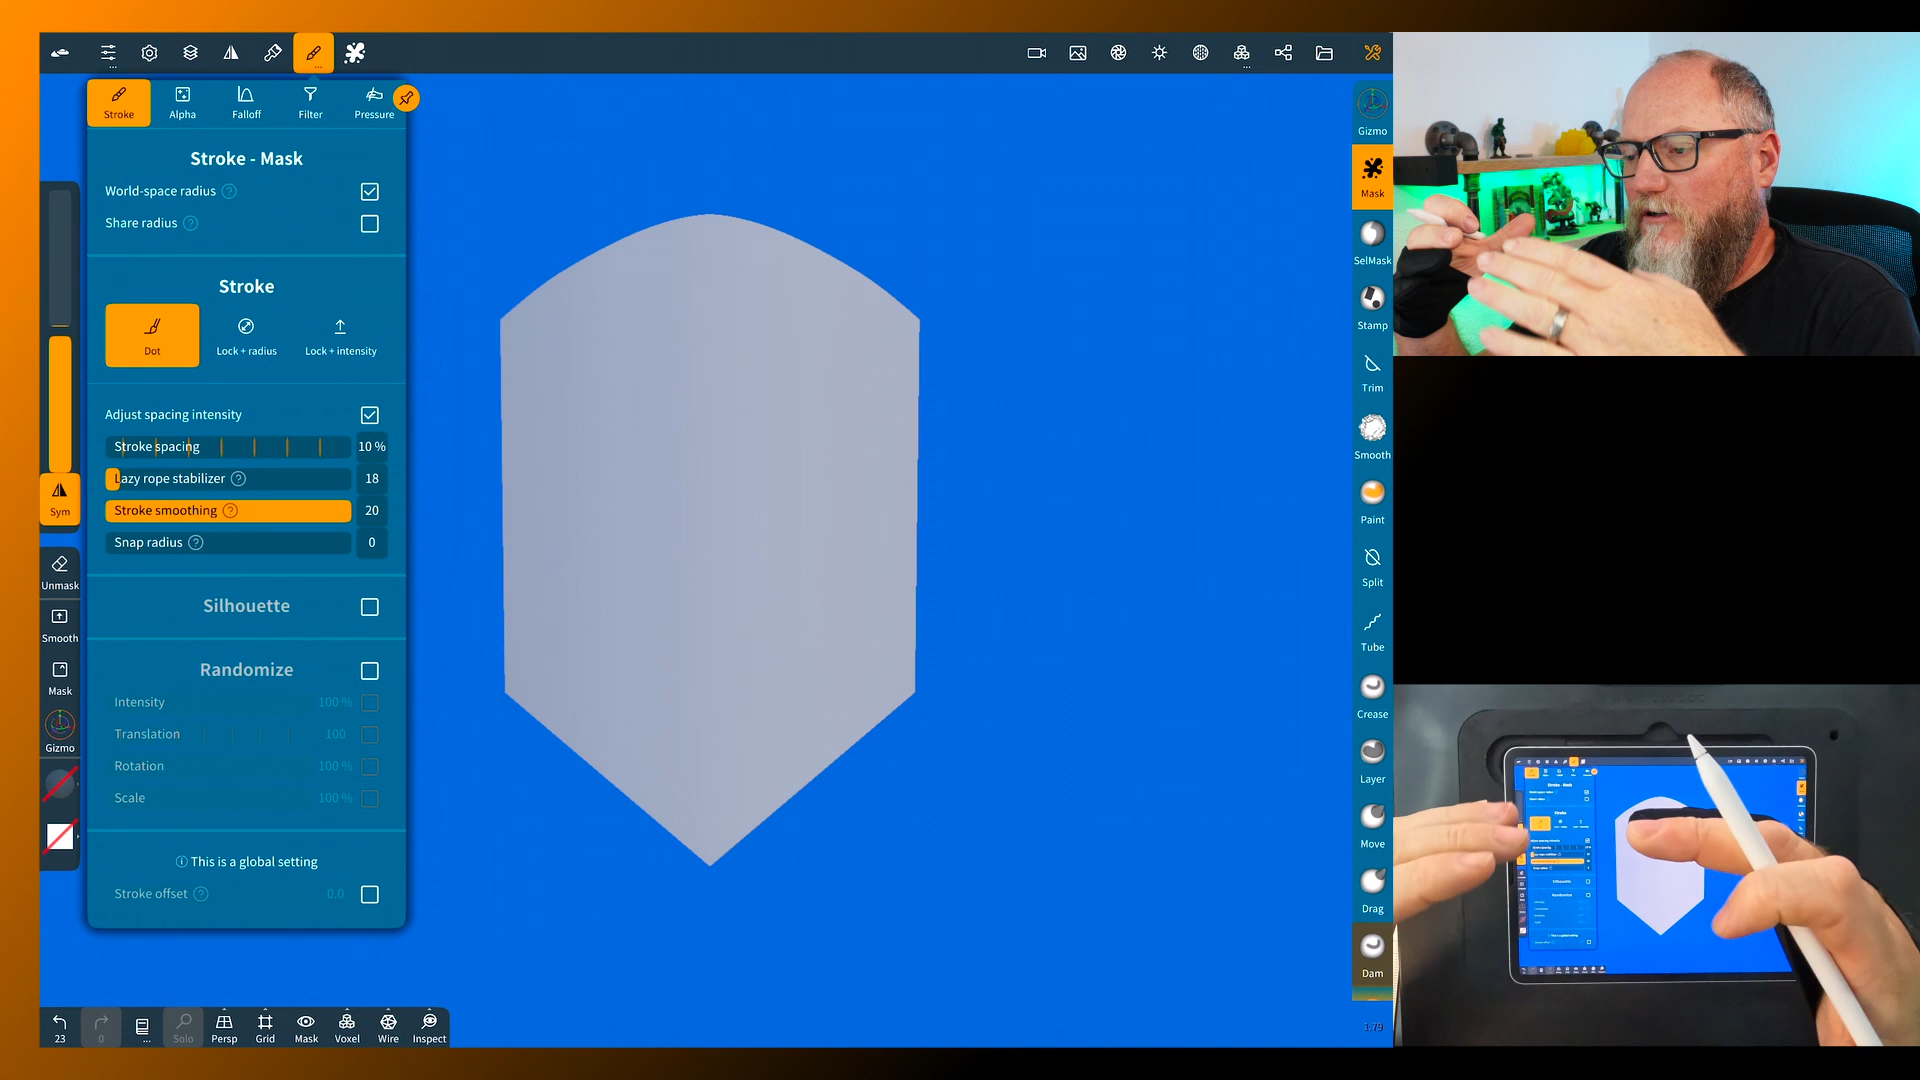 Stroke
Alpha
Falloff
Filter
Pressure
Stroke - Mask
World-space radius ?
Share radius ?
Stroke
Dot
Lock + radius
Lock + intensity
Adjust spacing intensity
Stroke spacing 10 %
Lazy rope stabilizer ? 18
Stroke smoothing ? 20
Snap radius ? 0
Silhouette
Randomize
Intensity 100 %
Translation 100
Rotation 100 %
Scale 100 %
This is a global setting
Stroke offset ? 0.0
Sym
Unmask
Smooth
Mask
Gizmo
23
0
...
Solo
Persp
Grid
Mask
Voxel
Wire
Inspect
Gizmo
Mask
SelMask
Stamp
Trim
Smooth
Paint
Split
Tube
Crease
Layer
Move
Drag
Dam
1.79